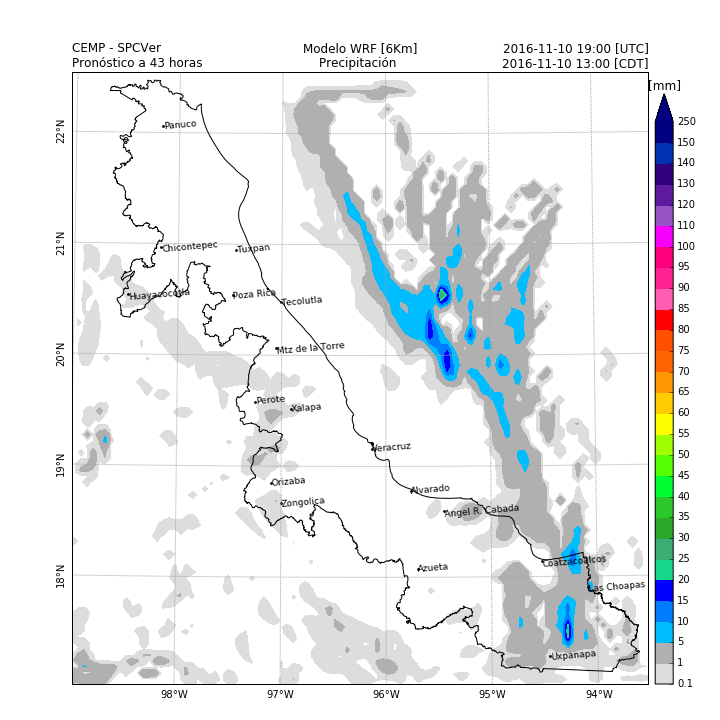 CEMP - SPCVer
Modelo WRF [6Km]
2016-11-10 19:00 [UTC]
Pronóstico a 43 horas
Precipitación
2016-11-10 13:00 [CDT]
[mm]
22°N
21°N
20°N
19°N
18°N
98°W
97°W
96°W
95°W
94°W
Panuco
Chicontepec
Tuxpan
Huayacocotla
Poza Rica
Tecolutla
Mtz de la Torre
Perote
Xalapa
Veracruz
Orizaba
Zongolica
Alvarado
Angel R. Cabada
Azueta
Coatzacoalcos
Las Choapas
Uxpanapa
250
150
140
130
120
110
100
95
90
85
80
75
70
65
60
55
50
45
40
35
30
25
20
15
10
5
1
0.1